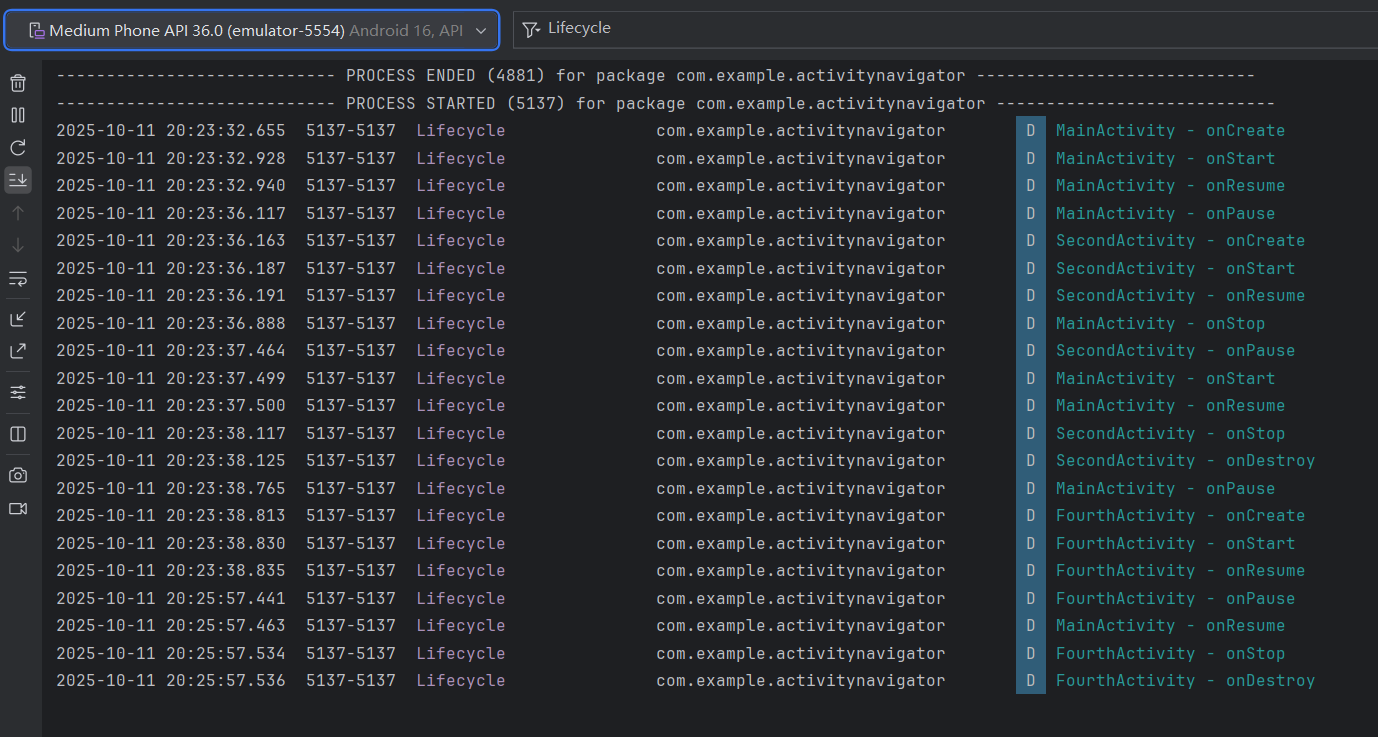 Medium Phone API 36.0 (emulator-5554) Android 16, API
Lifecycle
---------------------------- PROCESS ENDED (4881) for package com.example.activitynavigator ----------------------------
---------------------------- PROCESS STARTED (5137) for package com.example.activitynavigator ----------------------------
2025-10-11 20:23:32.655 5137-5137 Lifecycle com.example.activitynavigator D MainActivity - onCreate
2025-10-11 20:23:32.928 5137-5137 Lifecycle com.example.activitynavigator D MainActivity - onStart
2025-10-11 20:23:32.940 5137-5137 Lifecycle com.example.activitynavigator D MainActivity - onResume
2025-10-11 20:23:36.117 5137-5137 Lifecycle com.example.activitynavigator D MainActivity - onPause
2025-10-11 20:23:36.163 5137-5137 Lifecycle com.example.activitynavigator D SecondActivity - onCreate
2025-10-11 20:23:36.187 5137-5137 Lifecycle com.example.activitynavigator D SecondActivity - onStart
2025-10-11 20:23:36.191 5137-5137 Lifecycle com.example.activitynavigator D SecondActivity - onResume
2025-10-11 20:23:36.888 5137-5137 Lifecycle com.example.activitynavigator D MainActivity - onStop
2025-10-11 20:23:37.464 5137-5137 Lifecycle com.example.activitynavigator D SecondActivity - onPause
2025-10-11 20:23:37.499 5137-5137 Lifecycle com.example.activitynavigator D MainActivity - onStart
2025-10-11 20:23:37.500 5137-5137 Lifecycle com.example.activitynavigator D MainActivity - onResume
2025-10-11 20:23:38.117 5137-5137 Lifecycle com.example.activitynavigator D SecondActivity - onStop
2025-10-11 20:23:38.125 5137-5137 Lifecycle com.example.activitynavigator D SecondActivity - onDestroy
2025-10-11 20:23:38.765 5137-5137 Lifecycle com.example.activitynavigator D MainActivity - onPause
2025-10-11 20:23:38.813 5137-5137 Lifecycle com.example.activitynavigator D FourthActivity - onCreate
2025-10-11 20:23:38.830 5137-5137 Lifecycle com.example.activitynavigator D FourthActivity - onStart
2025-10-11 20:23:38.835 5137-5137 Lifecycle com.example.activitynavigator D FourthActivity - onResume
2025-10-11 20:25:57.441 5137-5137 Lifecycle com.example.activitynavigator D FourthActivity - onPause
2025-10-11 20:25:57.463 5137-5137 Lifecycle com.example.activitynavigator D MainActivity - onResume
2025-10-11 20:25:57.534 5137-5137 Lifecycle com.example.activitynavigator D FourthActivity - onStop
2025-10-11 20:25:57.536 5137-5137 Lifecycle com.example.activitynavigator D FourthActivity - onDestroy